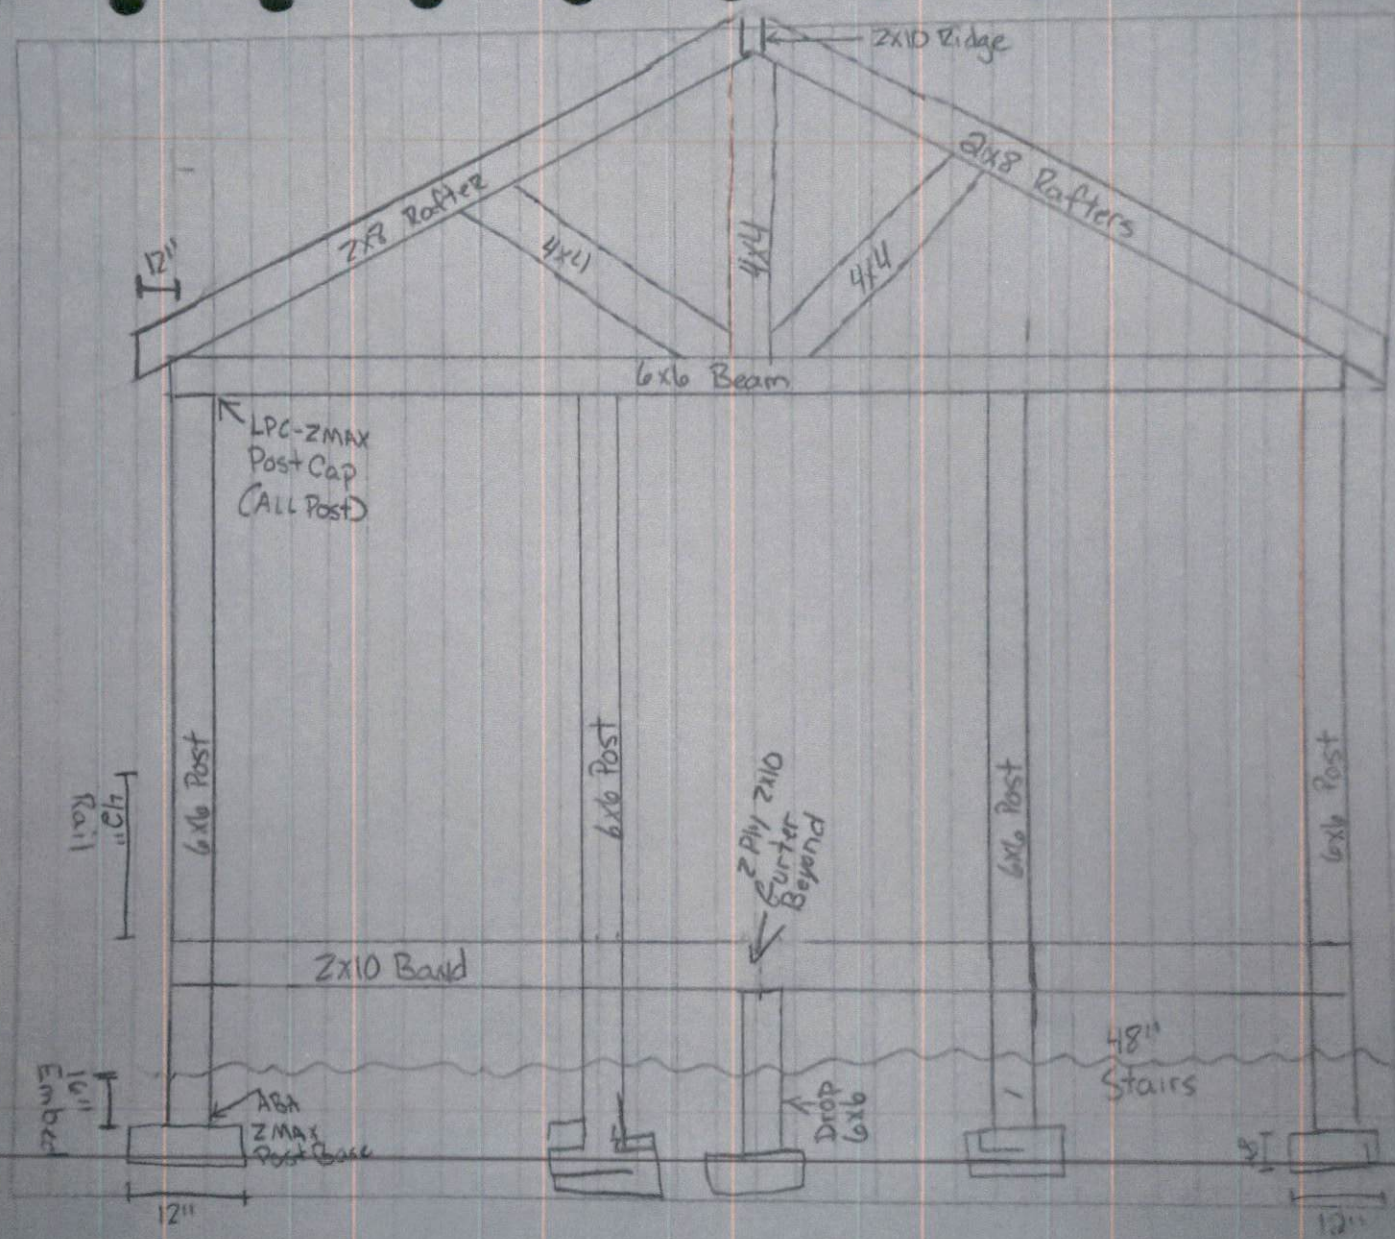 2x10 Ridge
2x8 Rafter
2x8 Rafters
12"
4x4
4x4
4x4
6x6 Beam
LPC-ZMAX
Post Cap
(ALL Post)
6x6 Post
6x6 Post
6x6 Post
6x6 Post
42"
Rail
2 Ply 2x10
Gurter
Beyond
2x10 Band
48"
Stairs
16"
Embed
ABA
ZMAX
Post Base
Drop
6x6
8"
12"
12"